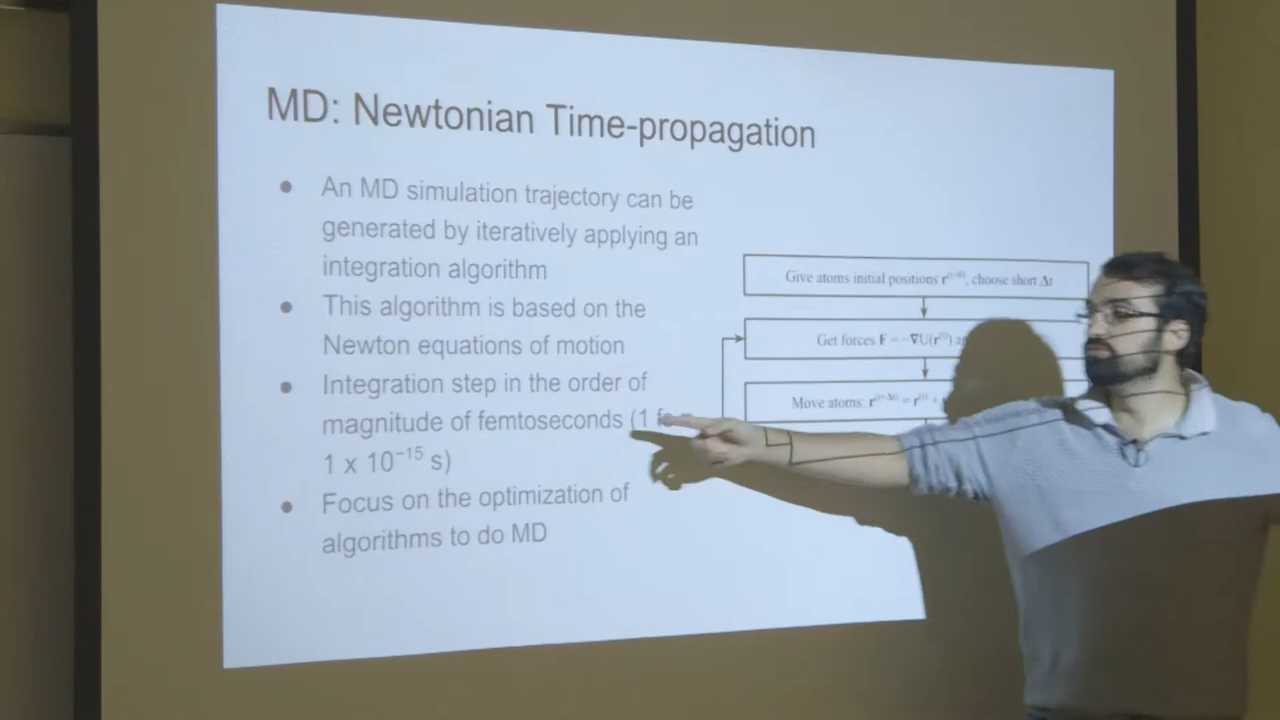 MD: Newtonian Time-propagation
● An MD simulation trajectory can be
generated by iteratively applying an
integration algorithm
● This algorithm is based on the
Newton equations of motion
● Integration step in the order of
magnitude of femtoseconds (1
1 x 10⁻¹⁵ s)
● Focus on the optimization of
algorithms to do MD
Give atoms initial positions r, choose short Δt
Get forces F = −∇U(r⁽ⁱ⁾)
Move atoms: r⁽ⁱ⁺Δᵗ⁾ = r⁽ⁱ⁾ +